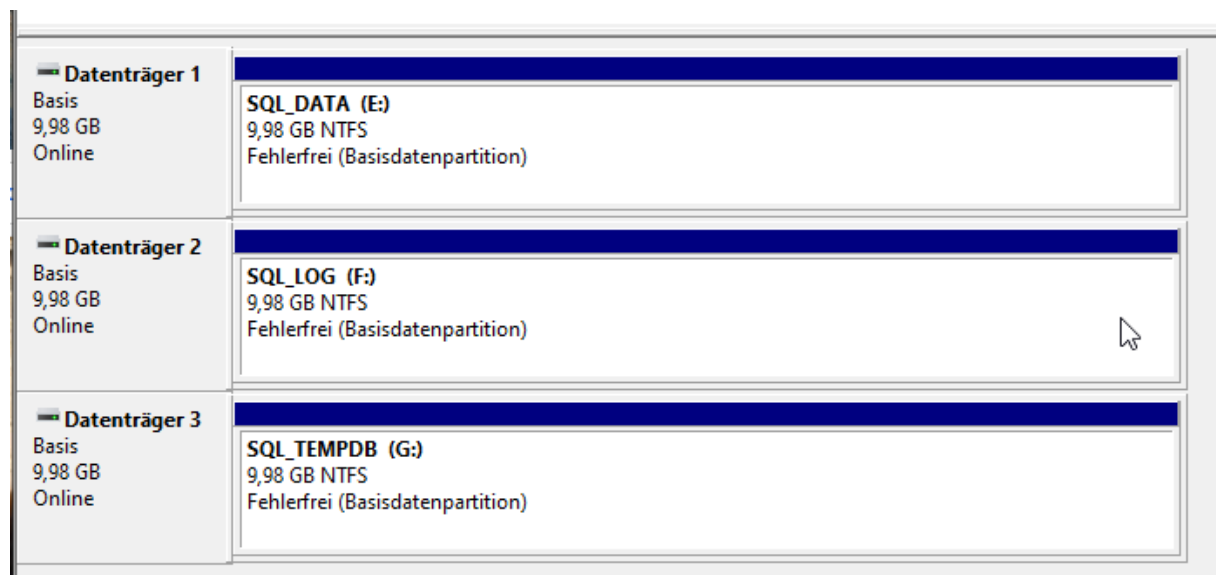 Datenträger 1
Basis
9,98 GB
Online
SQL_DATA (E:)
9,98 GB NTFS
Fehlerfrei (Basisdatenpartition)
Datenträger 2
Basis
9,98 GB
Online
SQL_LOG (F:)
9,98 GB NTFS
Fehlerfrei (Basisdatenpartition)
Datenträger 3
Basis
9,98 GB
Online
SQL_TEMPDB (G:)
9,98 GB NTFS
Fehlerfrei (Basisdatenpartition)